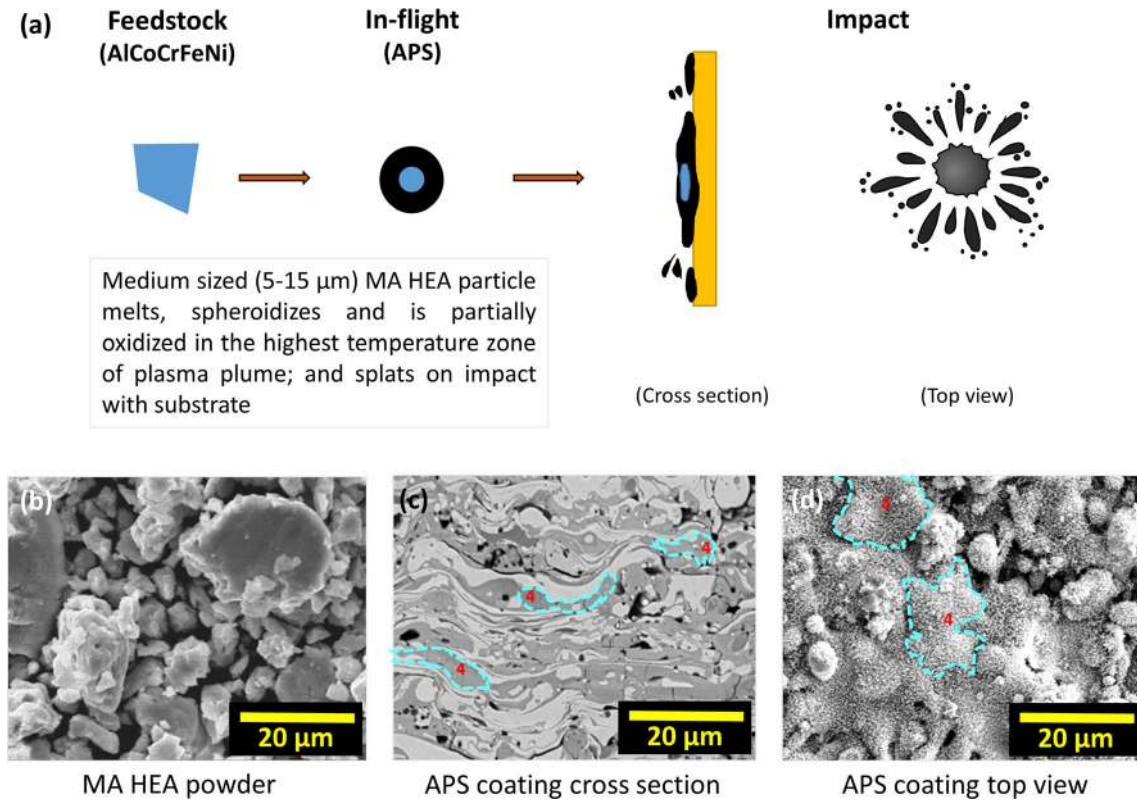 (a)
Feedstock
(AlCoCrFeNi)
In-flight
(APS)
Impact
Medium sized (5-15 µm) MA HEA particle
melts, spheroidizes and is partially
oxidized in the highest temperature zone
of plasma plume; and splats on impact
with substrate
(Cross section)
(Top view)
(b)
20 µm
MA HEA powder
(c)
4
4
4
20 µm
APS coating cross section
(d)
4
4
20 µm
APS coating top view